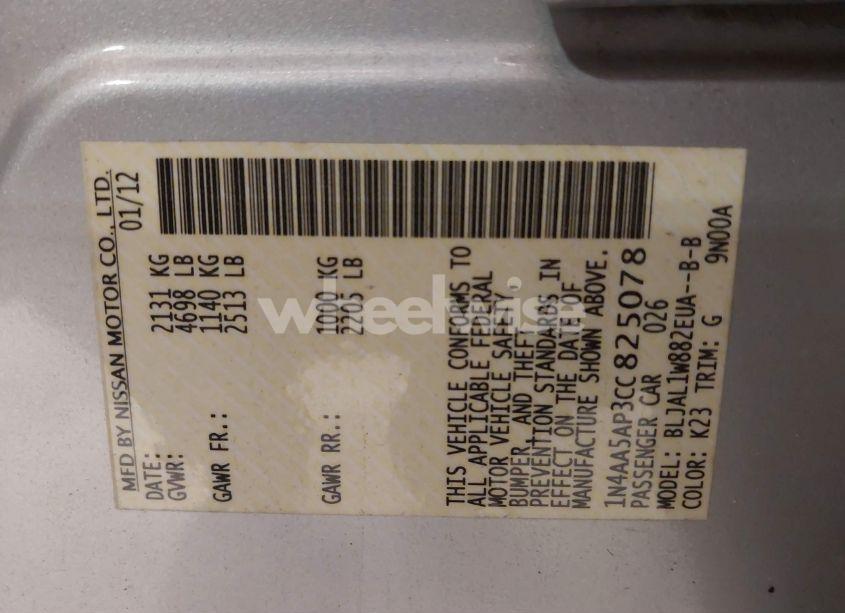 MFD BY NISSAN MOTOR CO., LTD.
DATE: 01/12
GVWR: 2131 KG
4698 LB
GAWR FR.: 1140 KG
2513 LB
GAWR RR.: 1000 KG
2205 LB
THIS VEHICLE CONFORMS TO
ALL APPLICABLE FEDERAL
MOTOR VEHICLE SAFETY,
BUMPER, AND THEFT
PREVENTION STANDARDS IN
EFFECT ON THE DATE OF
MANUFACTURE SHOWN ABOVE.
1N4AA5AP3CC825078
PASSENGER CAR 026
MODEL: BLJAL1W882EUA--B-B
COLOR: K23 TRIM: G 9N00A
wheelwise